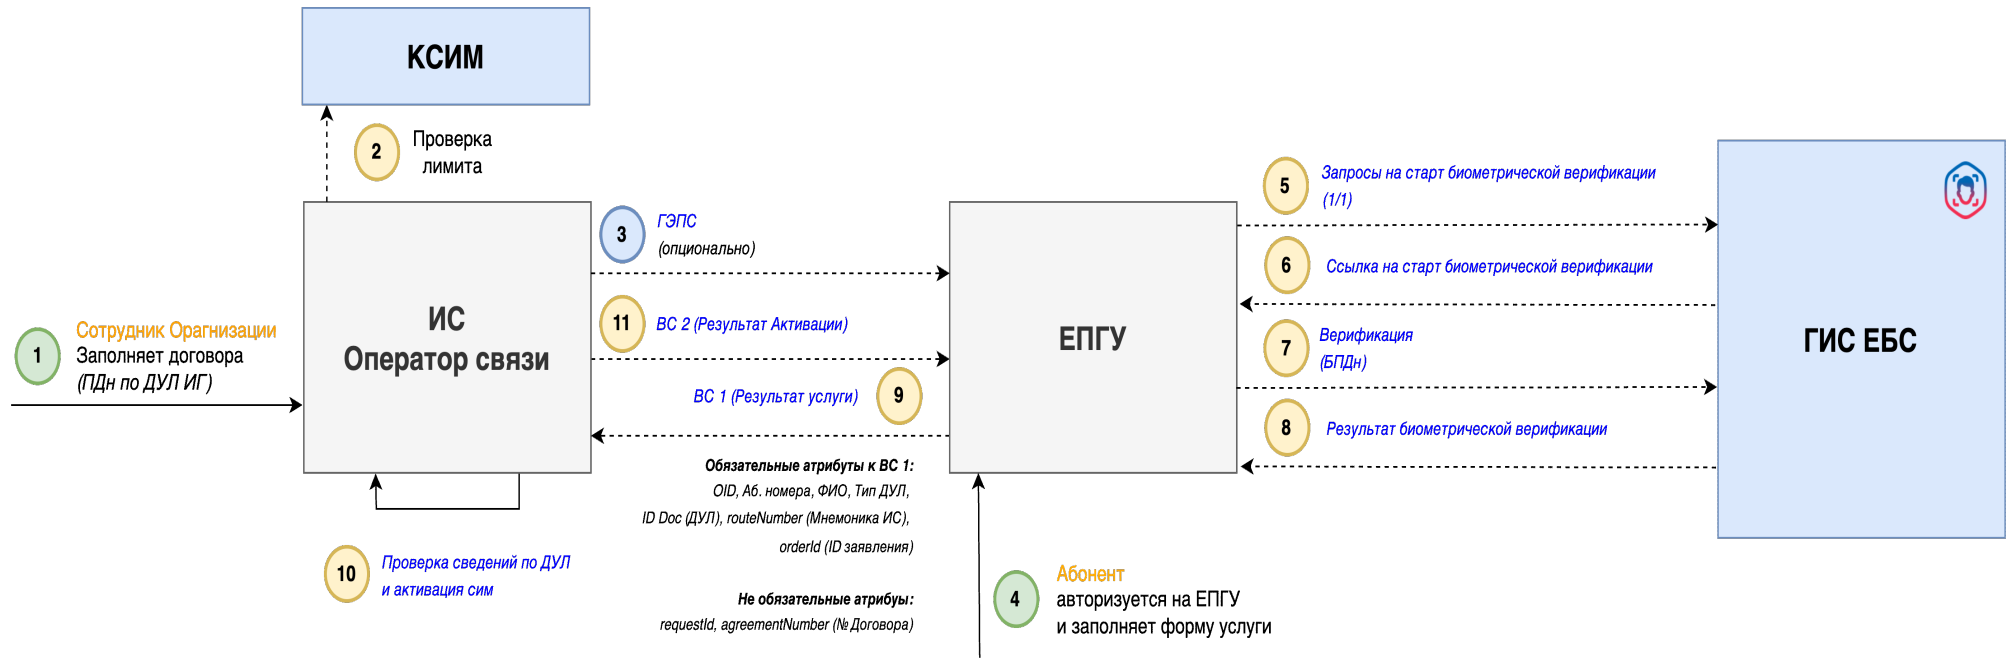 КСИМ
2
Проверка
лимита
1
Сотрудник Орагнизации
Заполняет договора
(ПДн по ДУЛ ИГ)
ИС
Оператор связи
3
ГЭПС
(опционально)
11
ВС 2 (Результат Активации)
ВС 1 (Результат услуги)
9
ЕПГУ
5
Запросы на старт биометрической верификации
(1/1)
6
Ссылка на старт биометрической верификации
7
Верификация
(БПДн)
8
Результат биометрической верификации
ГИС ЕБС
Обязательные атрибуты к ВС 1:
OID, Аб. номера, ФИО, Тип ДУЛ,
ID Doc (ДУЛ), routeNumber (Мнемоника ИС),
orderId (ID заявления)
Не обязательные атрибуы:
requestId, agreementNumber (№ Договора)
10
Проверка сведений по ДУЛ
и активация сим
4
Абонент
авторизуется на ЕПГУ
и заполняет форму услуги